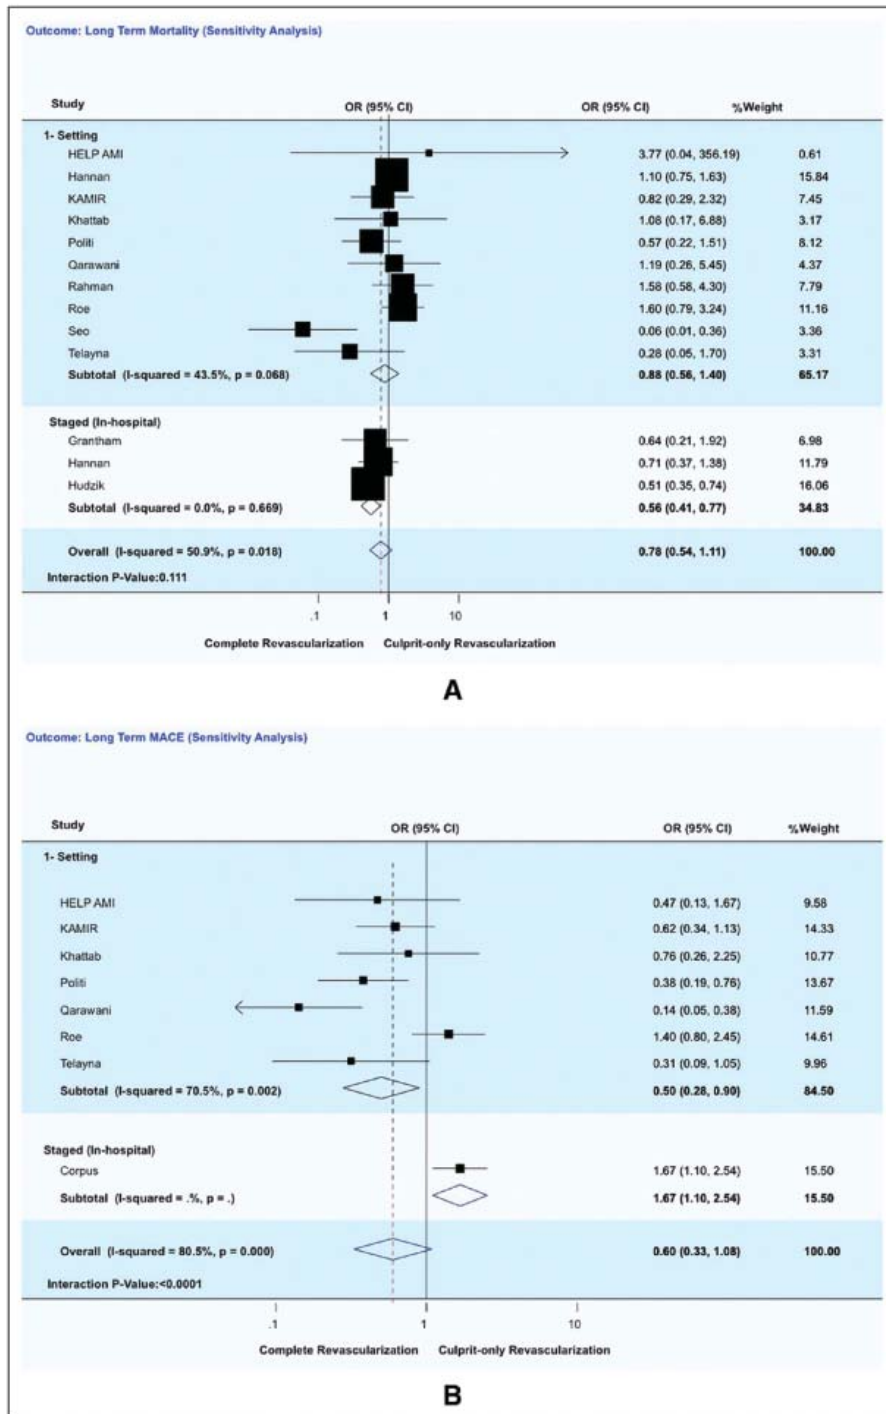 Outcome: Long Term Mortality (Sensitivity Analysis)
Study OR (95% CI) OR (95% CI) %Weight
1- Setting
HELP AMI 3.77 (0.04, 356.19) 0.61
Hannan 1.10 (0.75, 1.63) 15.84
KAMIR 0.82 (0.29, 2.32) 7.45
Khattab 1.08 (0.17, 6.88) 3.17
Politi 0.57 (0.22, 1.51) 8.12
Qarawani 1.19 (0.26, 5.45) 4.37
Rahman 1.58 (0.58, 4.30) 7.79
Roe 1.60 (0.79, 3.24) 11.16
Seo 0.06 (0.01, 0.36) 3.36
Telayna 0.28 (0.05, 1.70) 3.31
Subtotal (I-squared = 43.5%, p = 0.068) 0.88 (0.56, 1.40) 65.17
Staged (In-hospital)
Grantham 0.64 (0.21, 1.92) 6.98
Hannan 0.71 (0.37, 1.38) 11.79
Hudzik 0.51 (0.35, 0.74) 16.06
Subtotal (I-squared = 0.0%, p = 0.669) 0.56 (0.41, 0.77) 34.83
Overall (I-squared = 50.9%, p = 0.018) 0.78 (0.54, 1.11) 100.00
Interaction P-Value:0.111
.1 1 10
Complete Revascularization Culprit-only Revascularization
A
Outcome: Long Term MACE (Sensitivity Analysis)
Study OR (95% CI) OR (95% CI) %Weight
1- Setting
HELP AMI 0.47 (0.13, 1.67) 9.58
KAMIR 0.62 (0.34, 1.13) 14.33
Khattab 0.76 (0.26, 2.25) 10.77
Politi 0.38 (0.19, 0.76) 13.67
Qarawani 0.14 (0.05, 0.38) 11.59
Roe 1.40 (0.80, 2.45) 14.61
Telayna 0.31 (0.09, 1.05) 9.96
Subtotal (I-squared = 70.5%, p = 0.002) 0.50 (0.28, 0.90) 84.50
Staged (In-hospital)
Corpus 1.67 (1.10, 2.54) 15.50
Subtotal (I-squared = .%, p = .) 1.67 (1.10, 2.54) 15.50
Overall (I-squared = 80.5%, p = 0.000) 0.60 (0.33, 1.08) 100.00
Interaction P-Value:<0.0001
.1 1 10
Complete Revascularization Culprit-only Revascularization
B